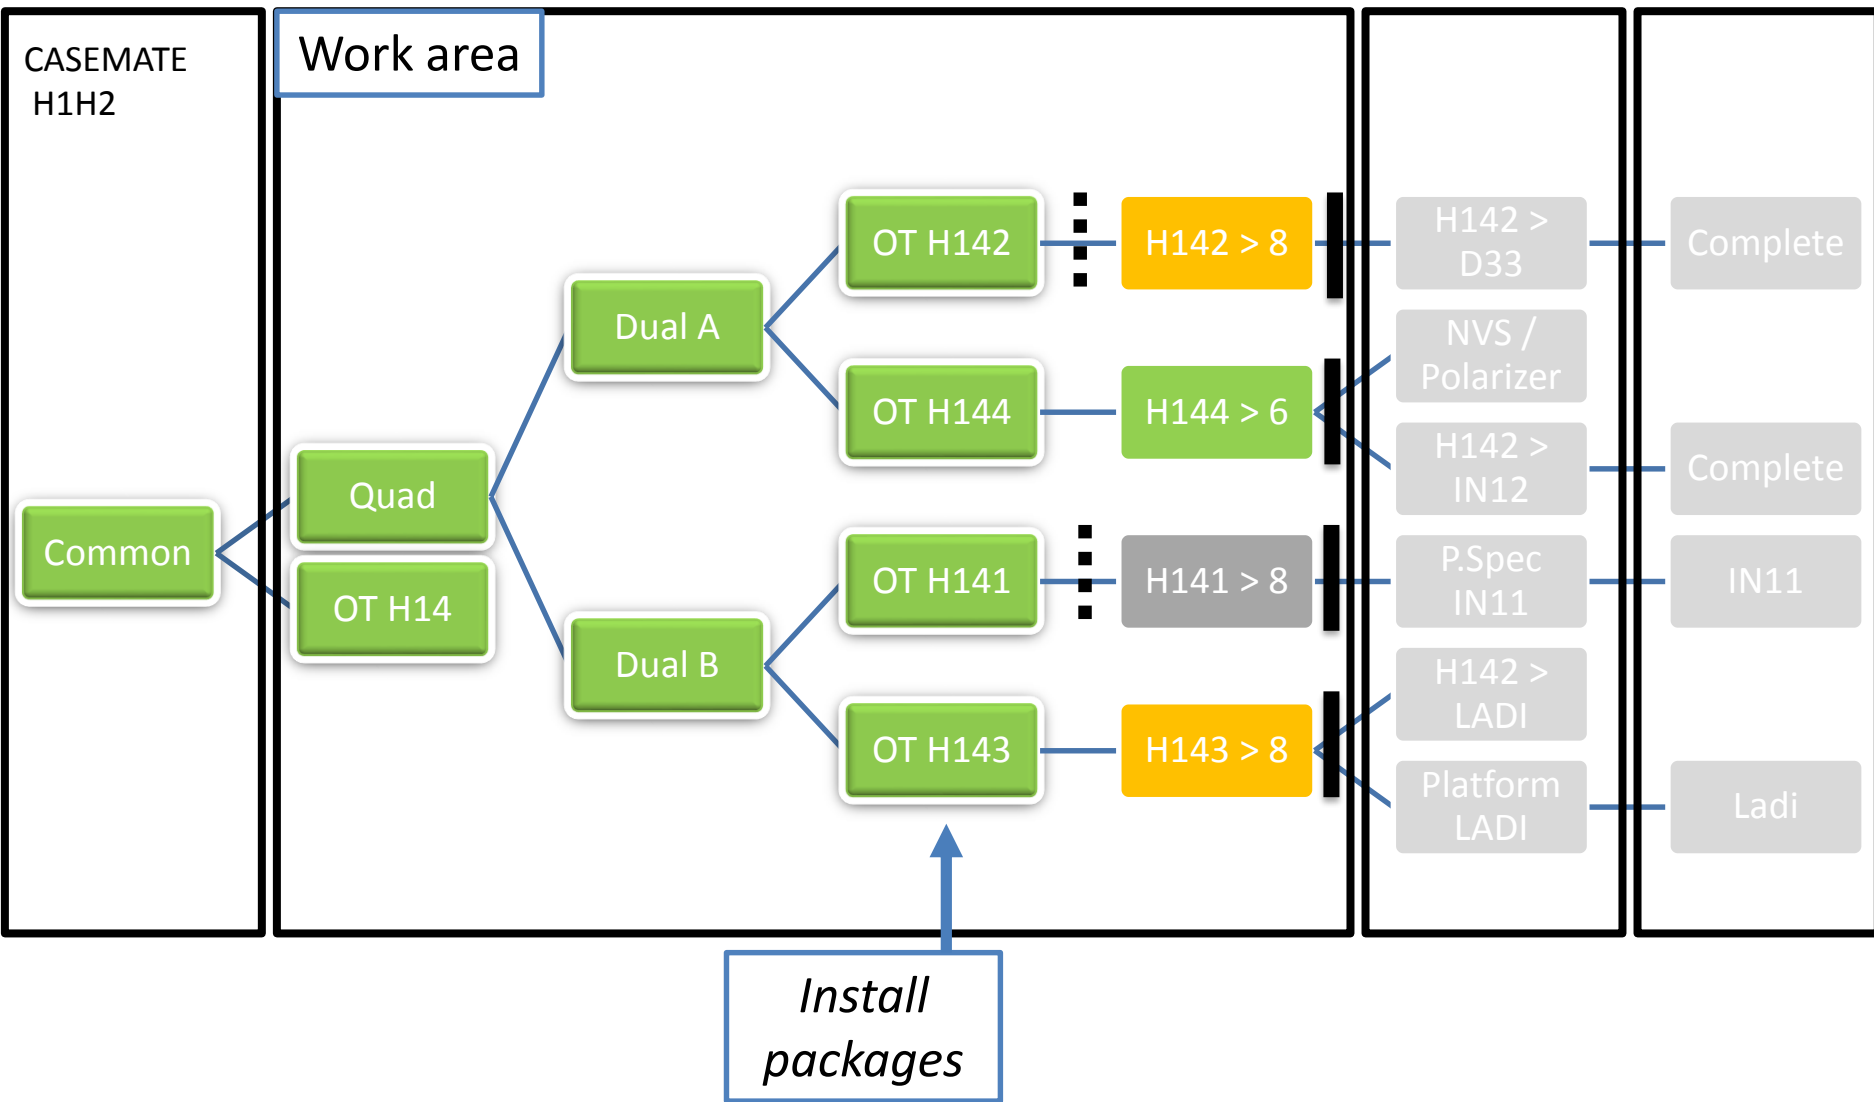 CASEMATE
H1H2
Work area
Common
Quad
OT H14
Dual A
Dual B
OT H142
OT H144
OT H141
OT H143
H142 > 8
H144 > 6
H141 > 8
H143 > 8
H142 >
D33
NVS /
Polarizer
H142 >
IN12
P.Spec
IN11
H142 >
LADI
Platform
LADI
Complete
Complete
IN11
Ladi
Install
packages